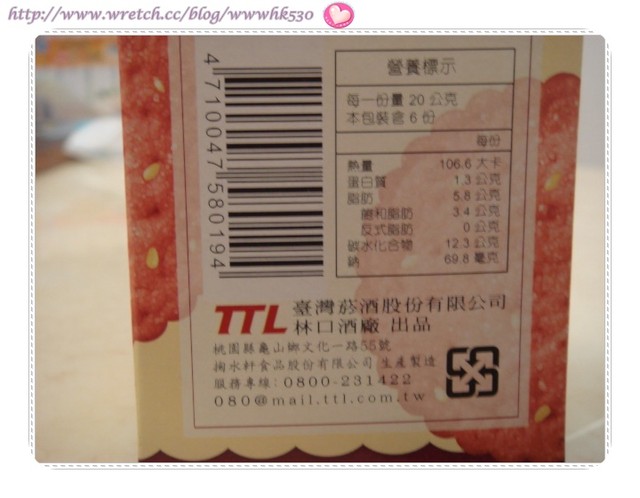 http://www.wretch.cc/blog/wwwhk530
4 710047 580194
營養標示
每一份量 20 公克
本包裝含 6 份
每份
熱量 106.6 大卡
蛋白質 1.3 公克
脂肪 5.8 公克
飽和脂肪 3.4 公克
反式脂肪 0 公克
碳水化合物 12.3 公克
鈉 69.8 毫克
TTL 臺灣菸酒股份有限公司
林口酒廠 出品
桃園縣龜山鄉文化一路55號
掬水軒食品股份有限公司 生產製造
服務專線:0800-231422
080@mail.ttl.com.tw